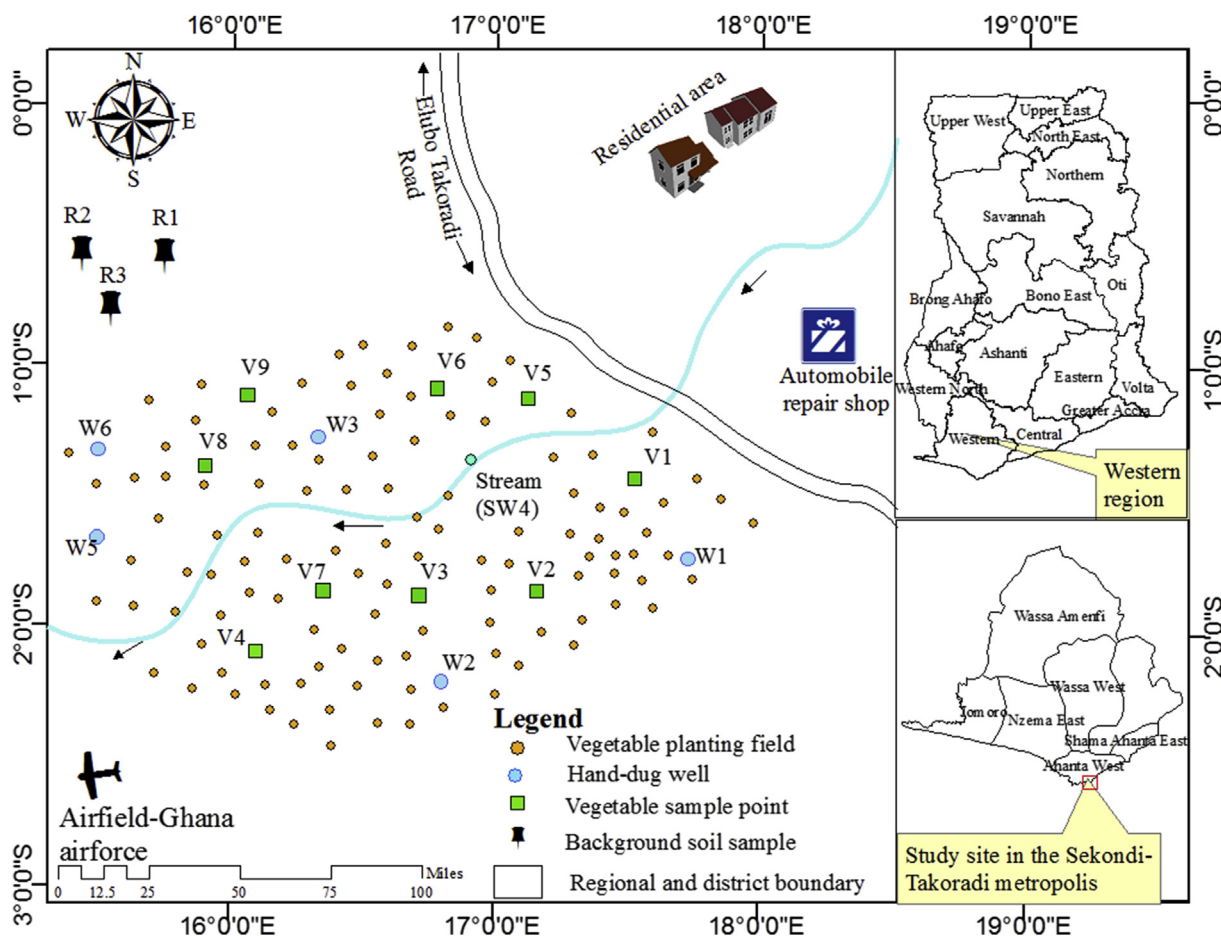 16°0'0"E
17°0'0"E
18°0'0"E
19°0'0"E
0°0'0"
1°0'0"S
2°0'0"S
3°0'0"S
0°0'0"
1°0'0"S
2°0'0"S
N
W
E
S
R2
R1
R3
Elubo Takoradi
Road
Residential area
Automobile
repair shop
V9
V6
V5
W6
W3
V8
V1
Stream
(SW4)
W5
W1
V7
V3
V2
V4
W2
Airfield-Ghana
airforce
Legend
Vegetable planting field
Hand-dug well
Vegetable sample point
Background soil sample
Regional and district boundary
Miles
0
12.5
25
50
75
100
Upper West
Upper East
North East
Northern
Savannah
Brong Ahafo
Bono East
Oti
Ahafo
Ashanti
Eastern
Volta
Western North
Greater Accra
Central
Western
Western
region
Wassa Amenfi
Wassa West
Jomoro
Nzema East
Shama Ahanta East
Ahanta West
Study site in the Sekondi-
Takoradi metropolis
16°0'0"E
17°0'0"E
18°0'0"E
19°0'0"E